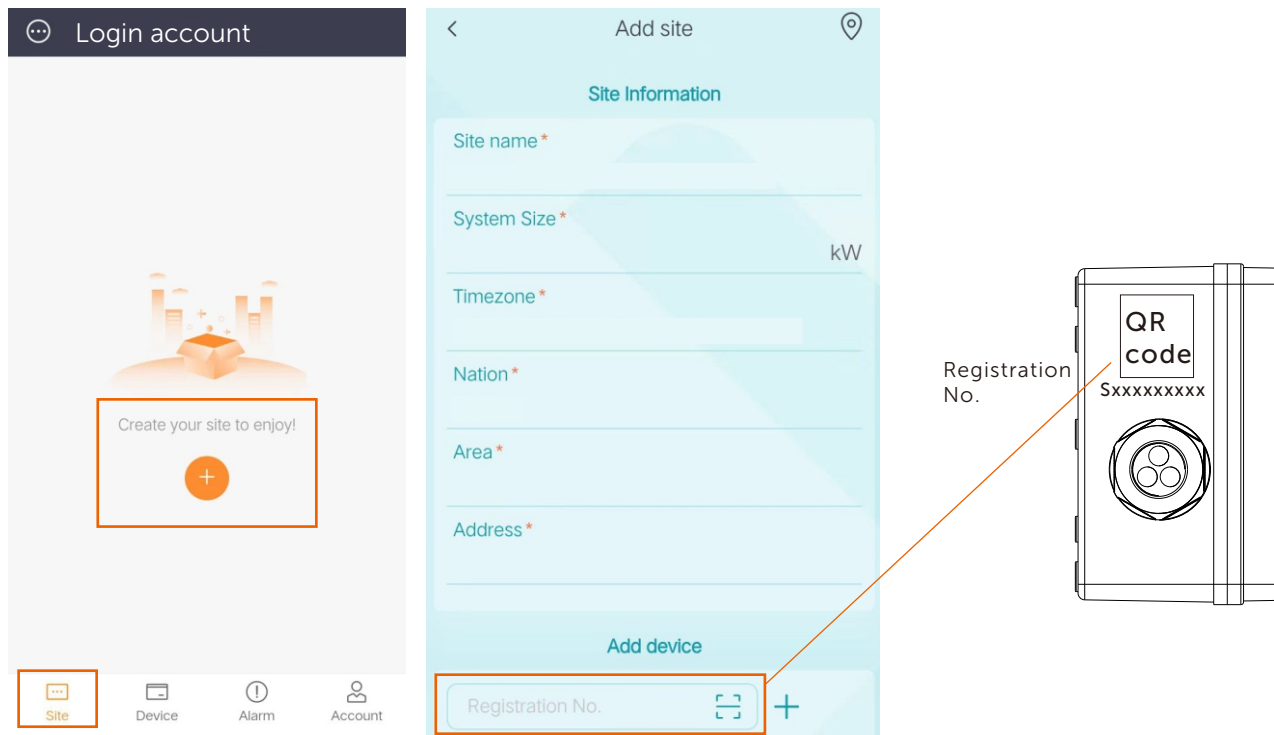 Login account
Create your site to enjoy!
Site
Device
Alarm
Account
Add site
Site Information
Site name*
System Size*
kW
Timezone*
Nation*
Area*
Address*
Add device
Registration No.
Registration
No.
QR
code
Sxxxxxxxxx